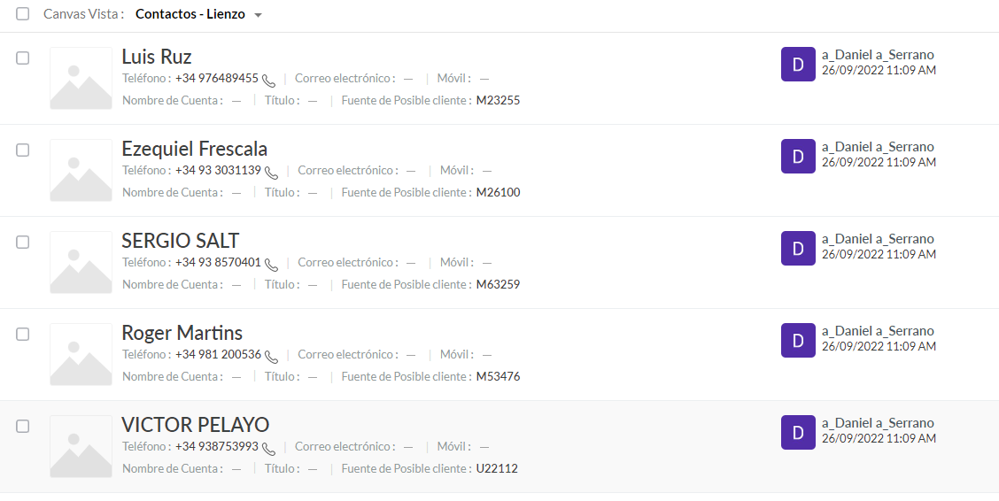 Canvas Vista : Contactos - Lienzo
Luis Ruz
Teléfono : +34 976489455 | Correo electrónico : — | Móvil : —
Nombre de Cuenta : — | Título : — | Fuente de Posible cliente : M23255
D
a_Daniel a_Serrano
26/09/2022 11:09 AM
Ezequiel Frescala
Teléfono : +34 93 3031139 | Correo electrónico : — | Móvil : —
Nombre de Cuenta : — | Título : — | Fuente de Posible cliente : M26100
D
a_Daniel a_Serrano
26/09/2022 11:09 AM
SERGIO SALT
Teléfono : +34 93 8570401 | Correo electrónico : — | Móvil : —
Nombre de Cuenta : — | Título : — | Fuente de Posible cliente : M63259
D
a_Daniel a_Serrano
26/09/2022 11:09 AM
Roger Martins
Teléfono : +34 981 200536 | Correo electrónico : — | Móvil : —
Nombre de Cuenta : — | Título : — | Fuente de Posible cliente : M53476
D
a_Daniel a_Serrano
26/09/2022 11:09 AM
VICTOR PELAYO
Teléfono : +34 938753993 | Correo electrónico : — | Móvil : —
Nombre de Cuenta : — | Título : — | Fuente de Posible cliente : U22112
D
a_Daniel a_Serrano
26/09/2022 11:09 AM